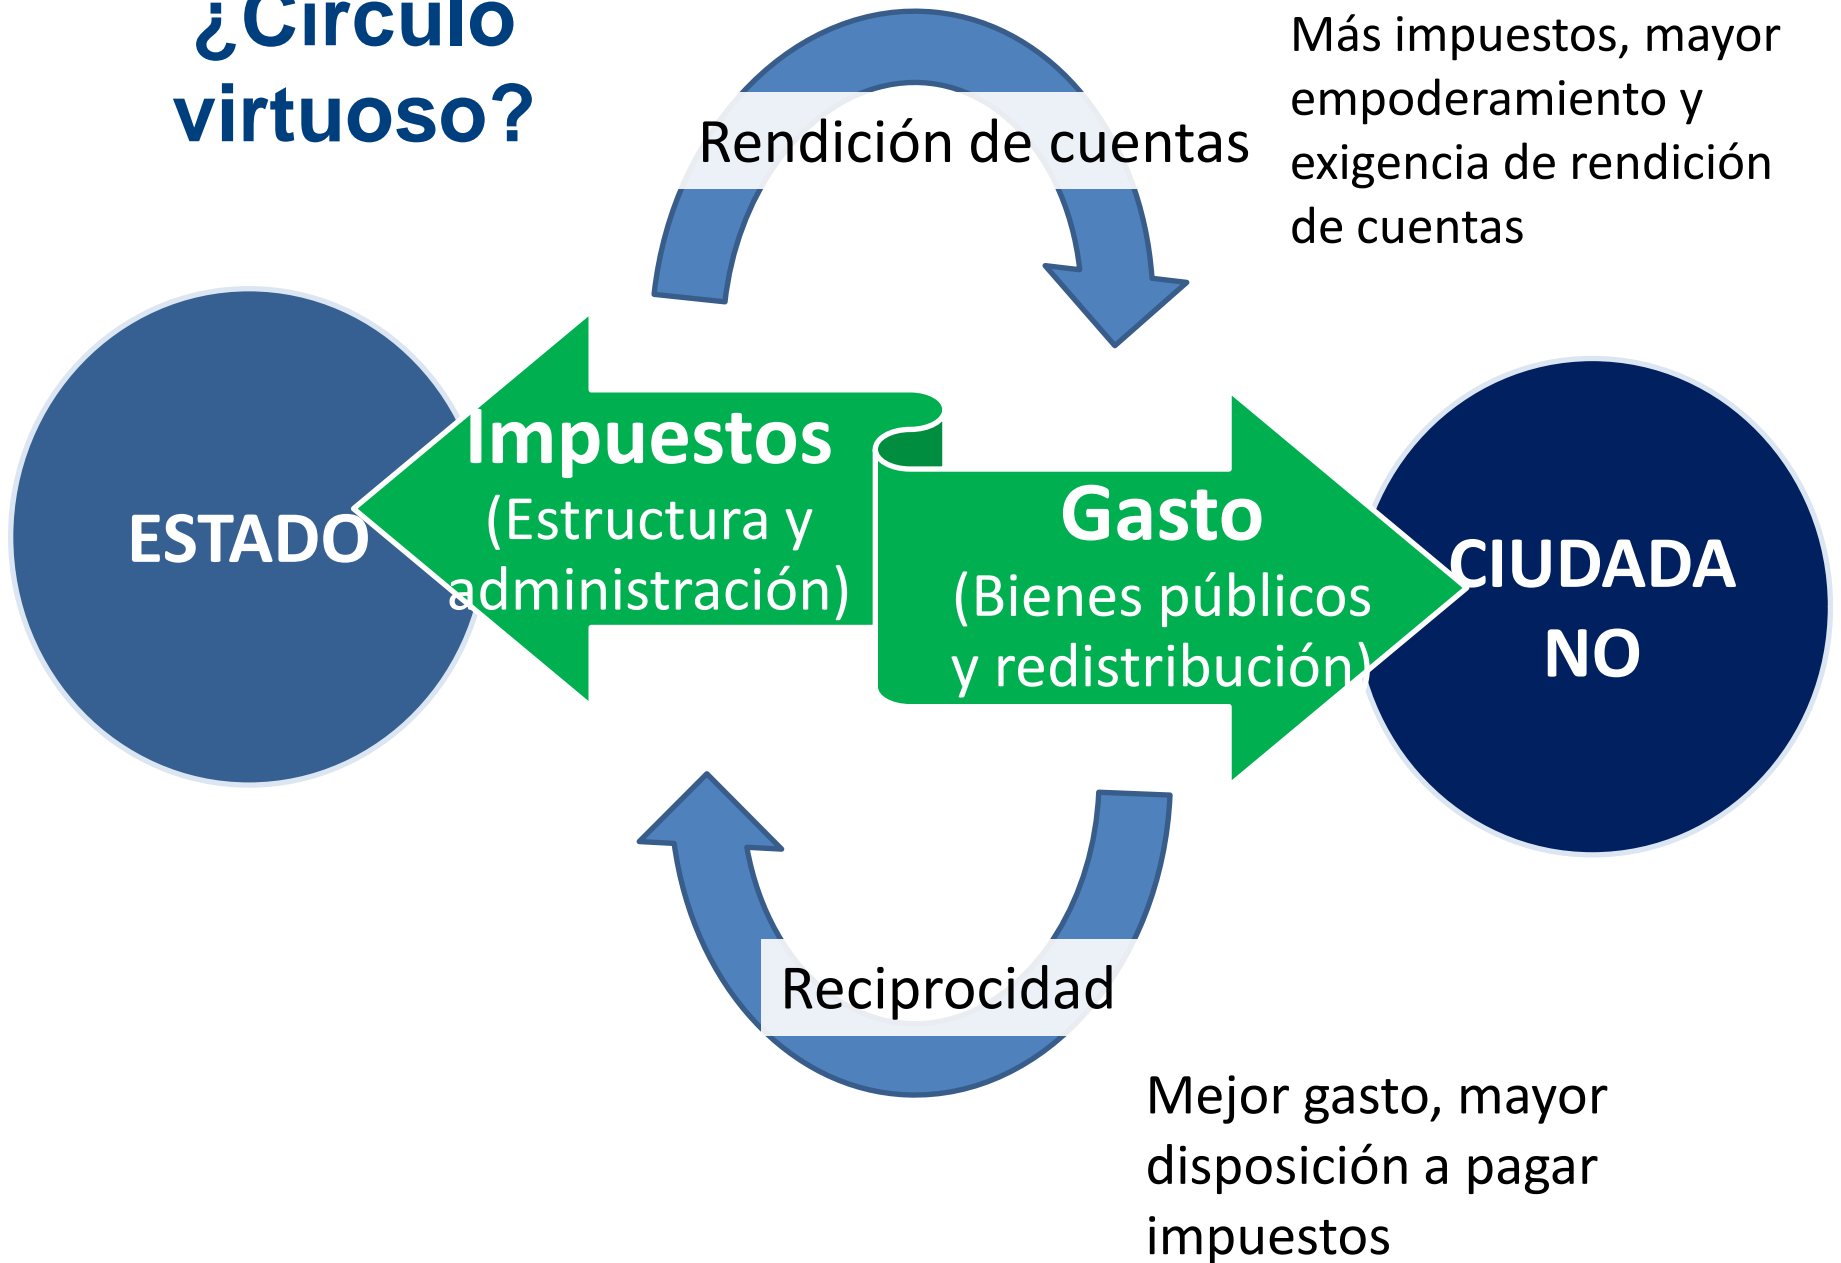 ¿Círculo
virtuoso?
Rendición de cuentas
Más impuestos, mayor
empoderamiento y
exigencia de rendición
de cuentas
ESTADO
Impuestos
(Estructura y
administración)
Gasto
(Bienes públicos
y redistribución)
CIUDADA
NO
Reciprocidad
Mejor gasto, mayor
disposición a pagar
impuestos